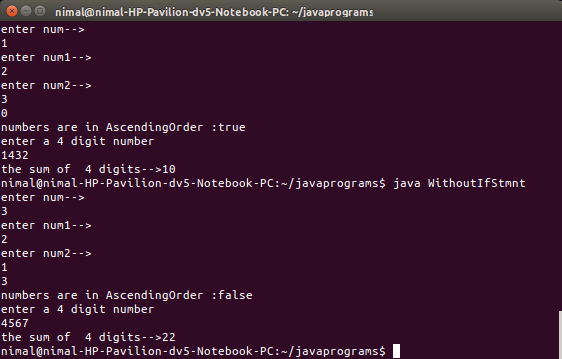 nimal@nimal-HP-Pavilion-dv5-Notebook-PC: ~/javaprograms
enter num-->
1
enter num1-->
2
enter num2-->
3
0
numbers are in AscendingOrder :true
enter a 4 digit number
1432
the sum of  4 digits-->10
nimal@nimal-HP-Pavilion-dv5-Notebook-PC:~/javaprograms$ java WithoutIfStmnt
enter num-->
3
enter num1-->
2
enter num2-->
1
3
numbers are in AscendingOrder :false
enter a 4 digit number
4567
the sum of  4 digits-->22
nimal@nimal-HP-Pavilion-dv5-Notebook-PC:~/javaprograms$